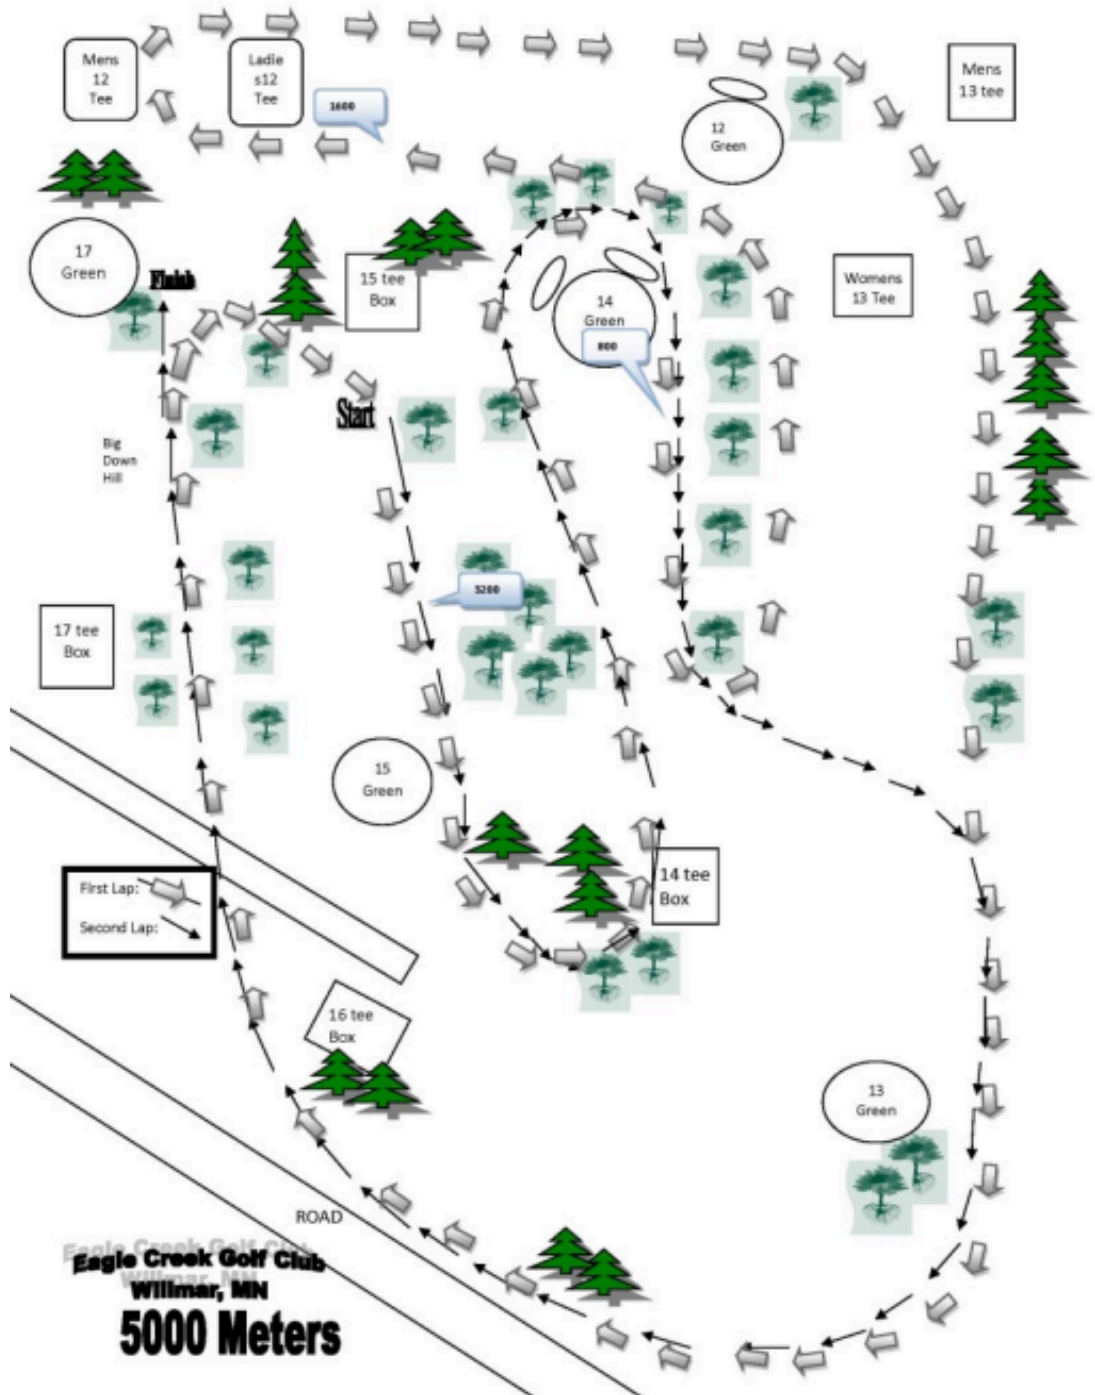 Mens
12
Tee
Ladie
s12
Tee
1600
12
Green
Mens
13 tee
17
Green
Finish
15 tee
Box
14
Green
800
Womens
13 Tee
Start
Big
Down
Hill
3200
17 tee
Box
15
Green
First Lap:
Second Lap:
14 tee
Box
16 tee
Box
13
Green
ROAD
Eagle Creek Golf Club
Willmar, MN
5000 Meters